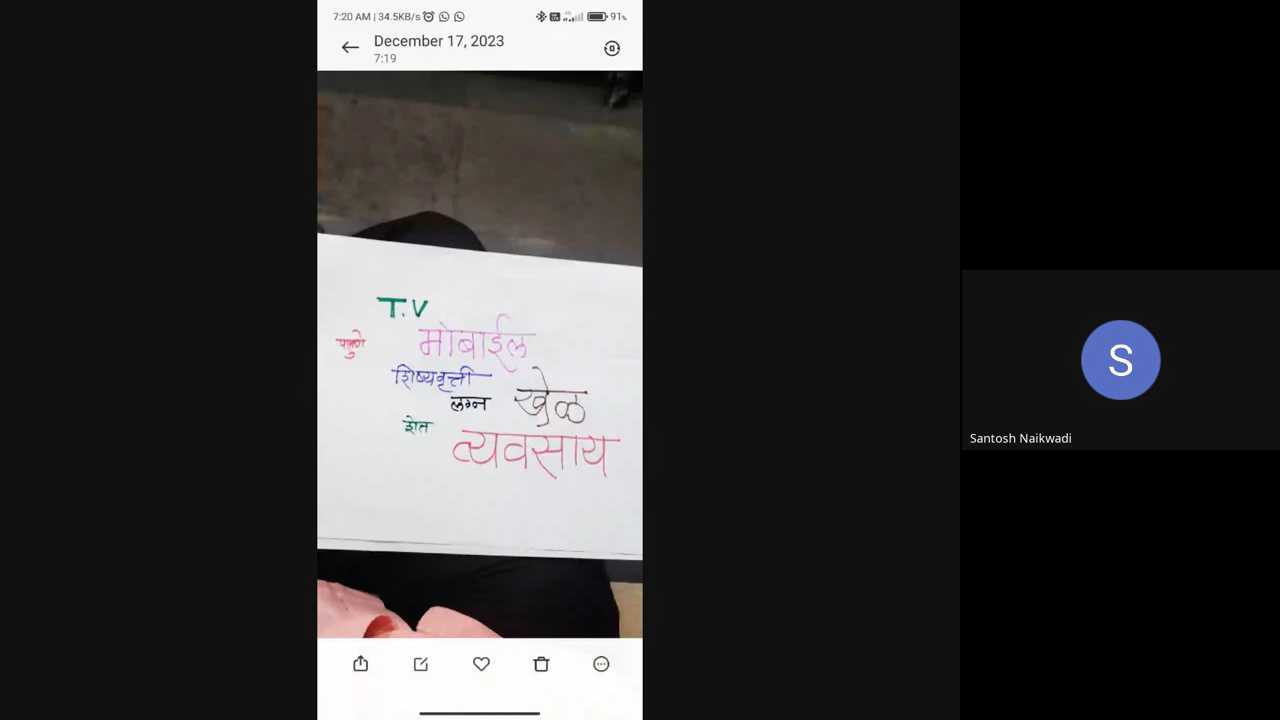 7:20 AM | 34.5KB/s
91%
December 17, 2023
7:19
T.V
मोबाईल
शिष्यवृत्ती
लग्न
खेळ
शेत
व्यवसाय
S
Santosh Naikwadi